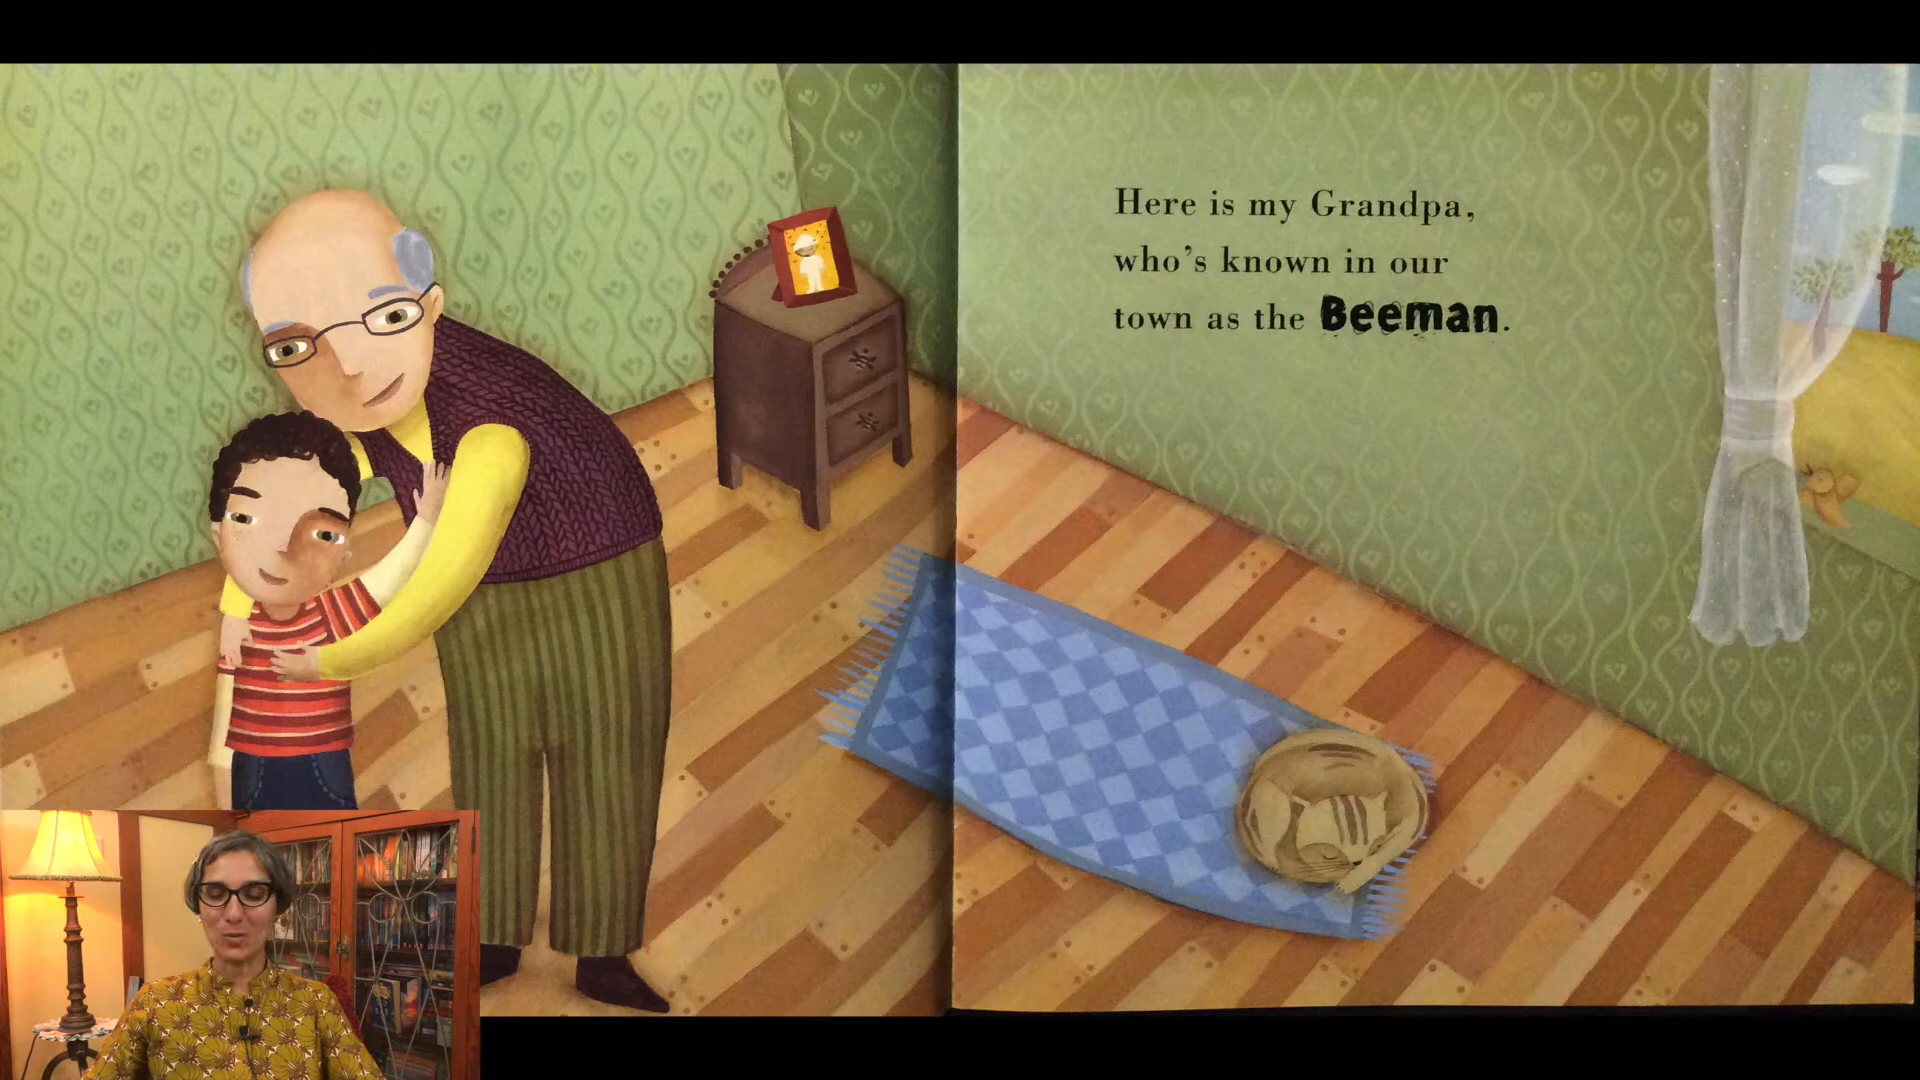 Here is my Grandpa,
who's known in our
town as the Beeman.